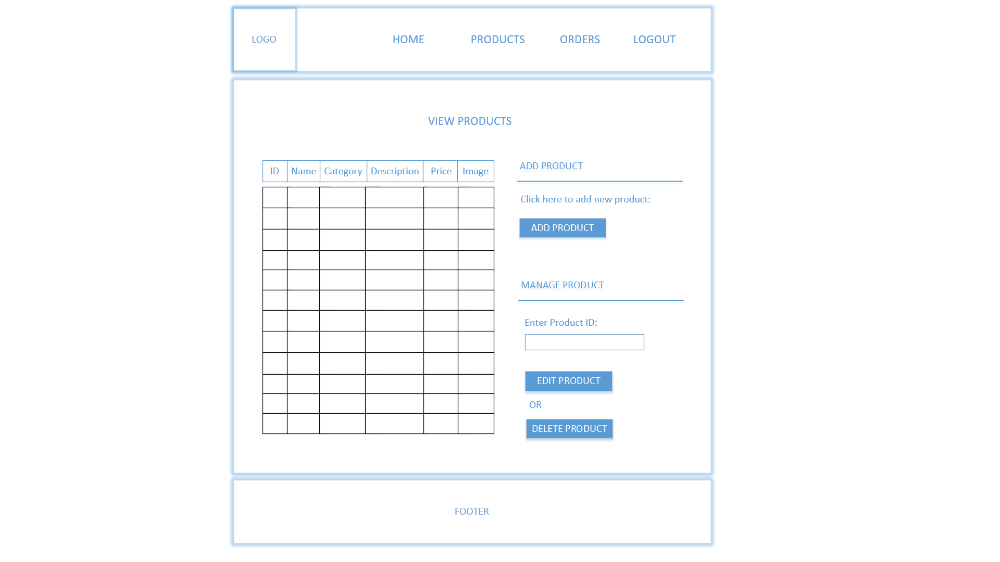 LOGO
HOME PRODUCTS ORDERS LOGOUT
VIEW PRODUCTS
ID Name Category Description Price Image
ADD PRODUCT
Click here to add new product:
ADD PRODUCT
MANAGE PRODUCT
Enter Product ID:
EDIT PRODUCT
OR
DELETE PRODUCT
FOOTER